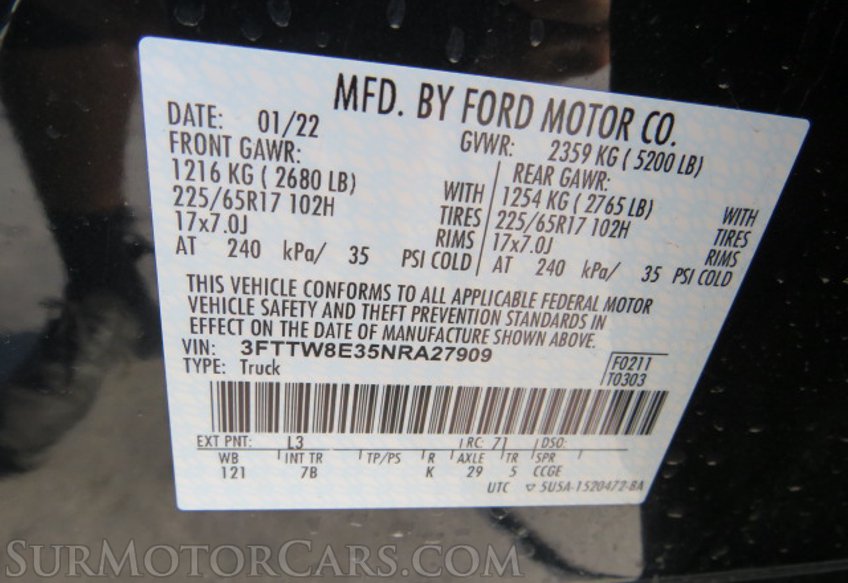 MFD. BY FORD MOTOR CO.
DATE: 01/22 GVWR: 2359 KG ( 5200 LB)
FRONT GAWR: REAR GAWR:
1216 KG ( 2680 LB) WITH 1254 KG ( 2765 LB) WITH
225/65R17 102H TIRES 225/65R17 102H TIRES
17x7.0J RIMS 17x7.0J RIMS
AT 240 kPa/ 35 PSI COLD AT 240 kPa/ 35 PSI COLD
THIS VEHICLE CONFORMS TO ALL APPLICABLE FEDERAL MOTOR
VEHICLE SAFETY AND THEFT PREVENTION STANDARDS IN
EFFECT ON THE DATE OF MANUFACTURE SHOWN ABOVE.
VIN: 3FTTW8E35NRA27909 F0211
TYPE: Truck T0303
EXT PNT: L3 RC: 71 DSO:
WB INT TR TP/PS R AXLE TR SPR
121 7B K 29 5 CCGE
UTC ▽ 5U5A-1520472-BA
SURMOTORCARS.COM